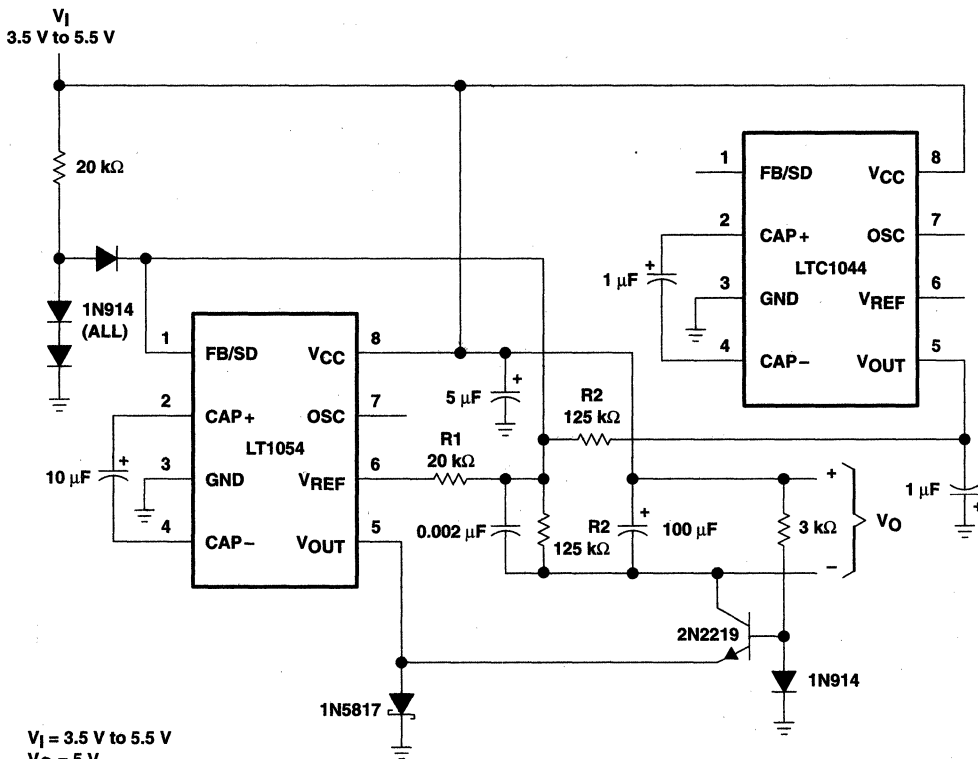 VI
3.5 V to 5.5 V
20 kΩ
1N914
(ALL)
1
FB/SD
VCC
8
2
CAP+
OSC
7
LT1054
10 µF
+
3
GND
VREF
6
4
CAP−
VOUT
5
5 µF
+
R1
20 kΩ
R2
125 kΩ
0.002 µF
R2
125 kΩ
+
100 µF
3 kΩ
+
−
VO
1
FB/SD
VCC
8
2
CAP+
OSC
7
LTC1044
1 µF
+
3
GND
VREF
6
4
CAP−
VOUT
5
1 µF
+
2N2219
1N914
1N5817
VI = 3.5 V to 5.5 V
VO = 5 V